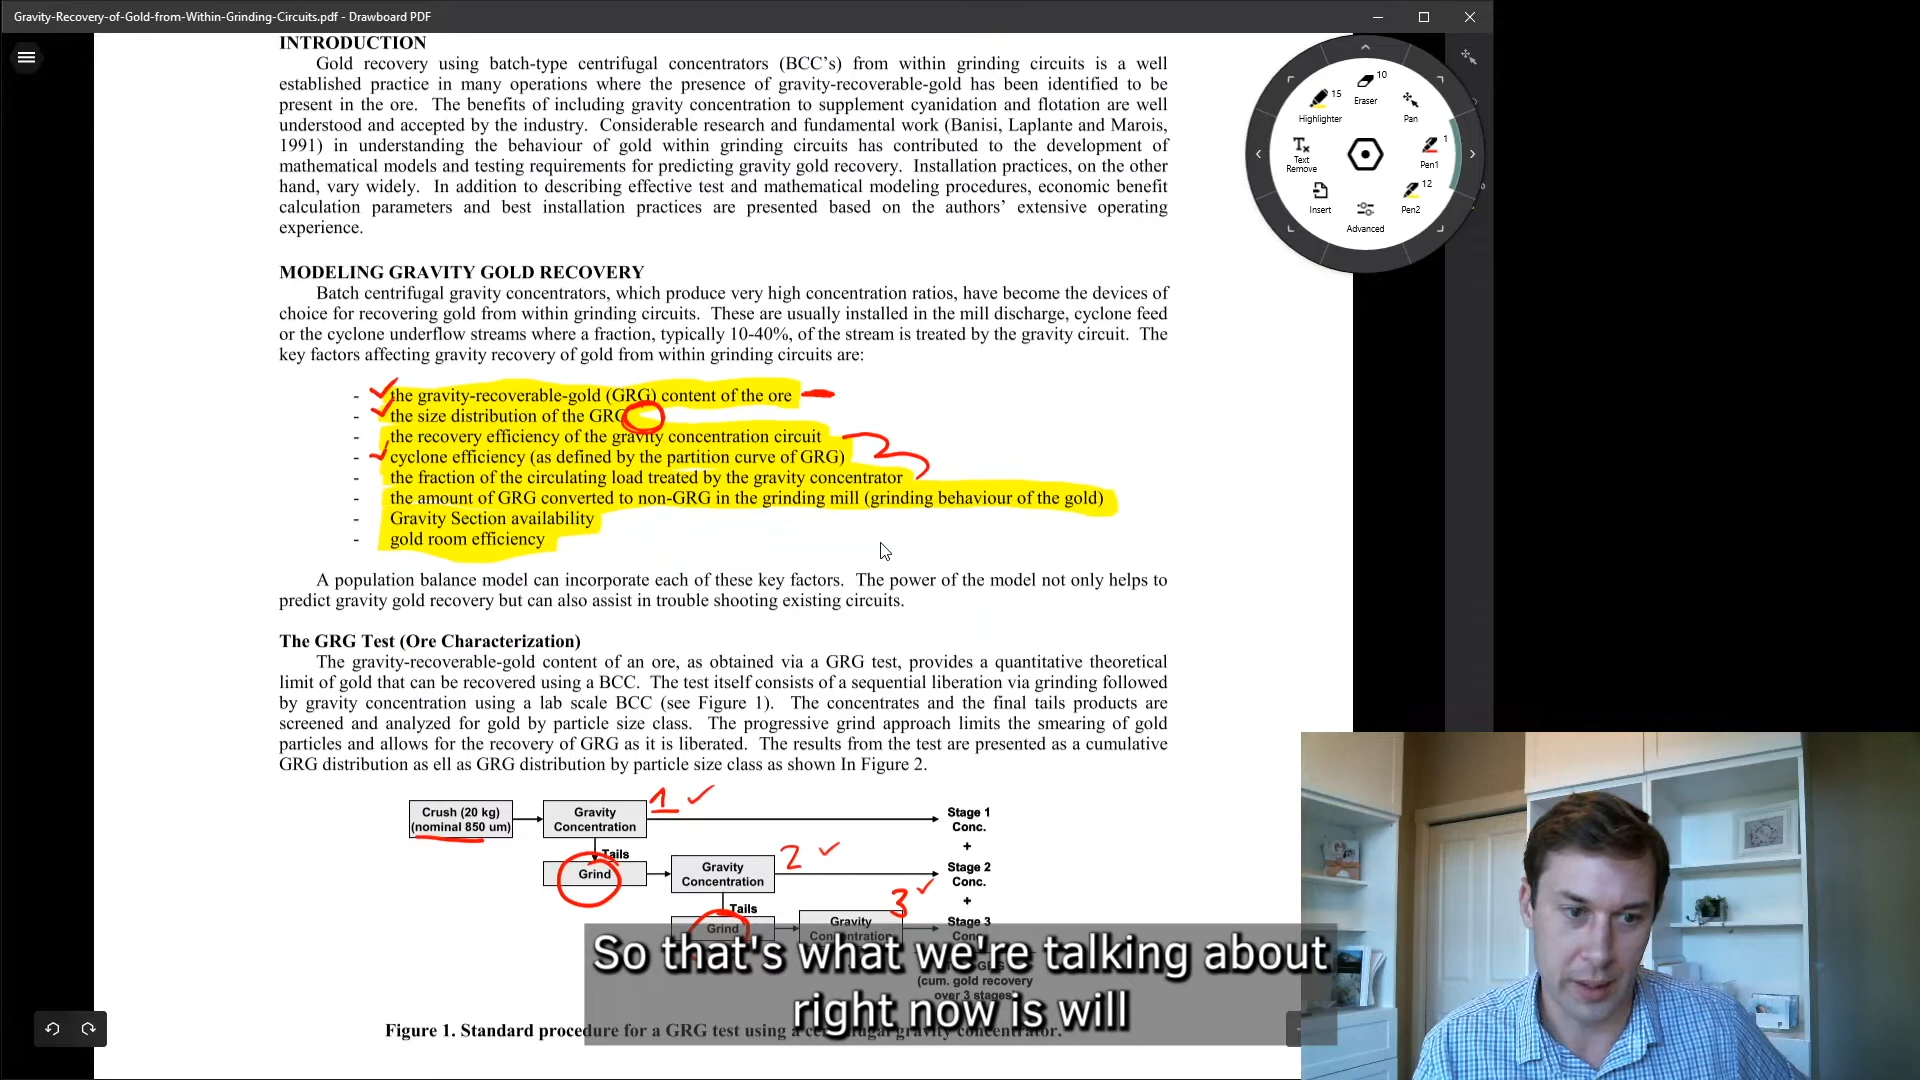 Gravity-Recovery-of-Gold-from-Within-Grinding-Circuits.pdf - Drawboard PDF
INTRODUCTION
Gold recovery using batch-type centrifugal concentrators (BCC's) from within grinding circuits is a well
established practice in many operations where the presence of gravity-recoverable-gold has been identified to be
present in the ore. The benefits of including gravity concentration to supplement cyanidation and flotation are well
understood and accepted by the industry. Considerable research and fundamental work (Banisi, Laplante and Marois,
1991) in understanding the behaviour of gold within grinding circuits has contributed to the development of
mathematical models and testing requirements for predicting gravity gold recovery. Installation practices, on the other
hand, vary widely. In addition to describing effective test and mathematical modeling procedures, economic benefit
calculation parameters and best installation practices are presented based on the authors' extensive operating
experience.
MODELING GRAVITY GOLD RECOVERY
Batch centrifugal gravity concentrators, which produce very high concentration ratios, have become the devices of
choice for recovering gold from within grinding circuits. These are usually installed in the mill discharge, cyclone feed
or the cyclone underflow streams where a fraction, typically 10-40%, of the stream is treated by the gravity circuit. The
key factors affecting gravity recovery of gold from within grinding circuits are:
- the gravity-recoverable-gold (GRG) content of the ore
- the size distribution of the GRG
- the recovery efficiency of the gravity concentration circuit
- cyclone efficiency (as defined by the partition curve of GRG)
- the fraction of the circulating load treated by the gravity concentrator
- the amount of GRG converted to non-GRG in the grinding mill (grinding behaviour of the gold)
- Gravity Section availability
- gold room efficiency
A population balance model can incorporate each of these key factors. The power of the model not only helps to
predict gravity gold recovery but can also assist in trouble shooting existing circuits.
The GRG Test (Ore Characterization)
The gravity-recoverable-gold content of an ore, as obtained via a GRG test, provides a quantitative theoretical
limit of gold that can be recovered using a BCC. The test itself consists of a sequential liberation via grinding followed
by gravity concentration using a lab scale BCC (see Figure 1). The concentrates and the final tails products are
screened and analyzed for gold by particle size class. The progressive grind approach limits the smearing of gold
particles and allows for the recovery of GRG as it is liberated. The results from the test are presented as a cumulative
GRG distribution as ell as GRG distribution by particle size class as shown In Figure 2.
Crush (20 kg)
(nominal 850 um)
Gravity
Concentration
1
Stage 1
Conc.
+
Tails
Grind
Gravity
Concentration
2
Stage 2
Conc.
+
Tails
Grind
Gravity
Concentration
3
Stage 3
Conc.
(cum. gold recovery
over 3 stages)
Figure 1. Standard procedure for a GRG test using a centrifugal gravity concentrator.
So that's what we're talking about
right now is will
10
Eraser
15
Highlighter
Pan
Text
Remove
1
Pen1
Insert
12
Pen2
Advanced